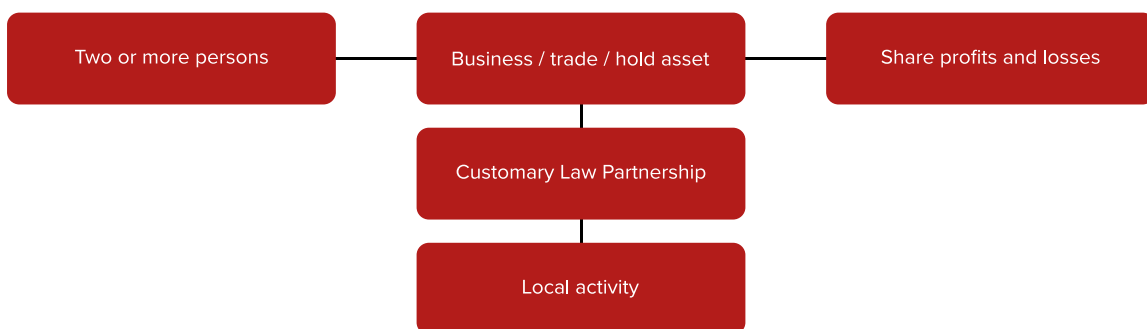 Two or more persons
Business / trade / hold asset
Share profits and losses
Customary Law Partnership
Local activity